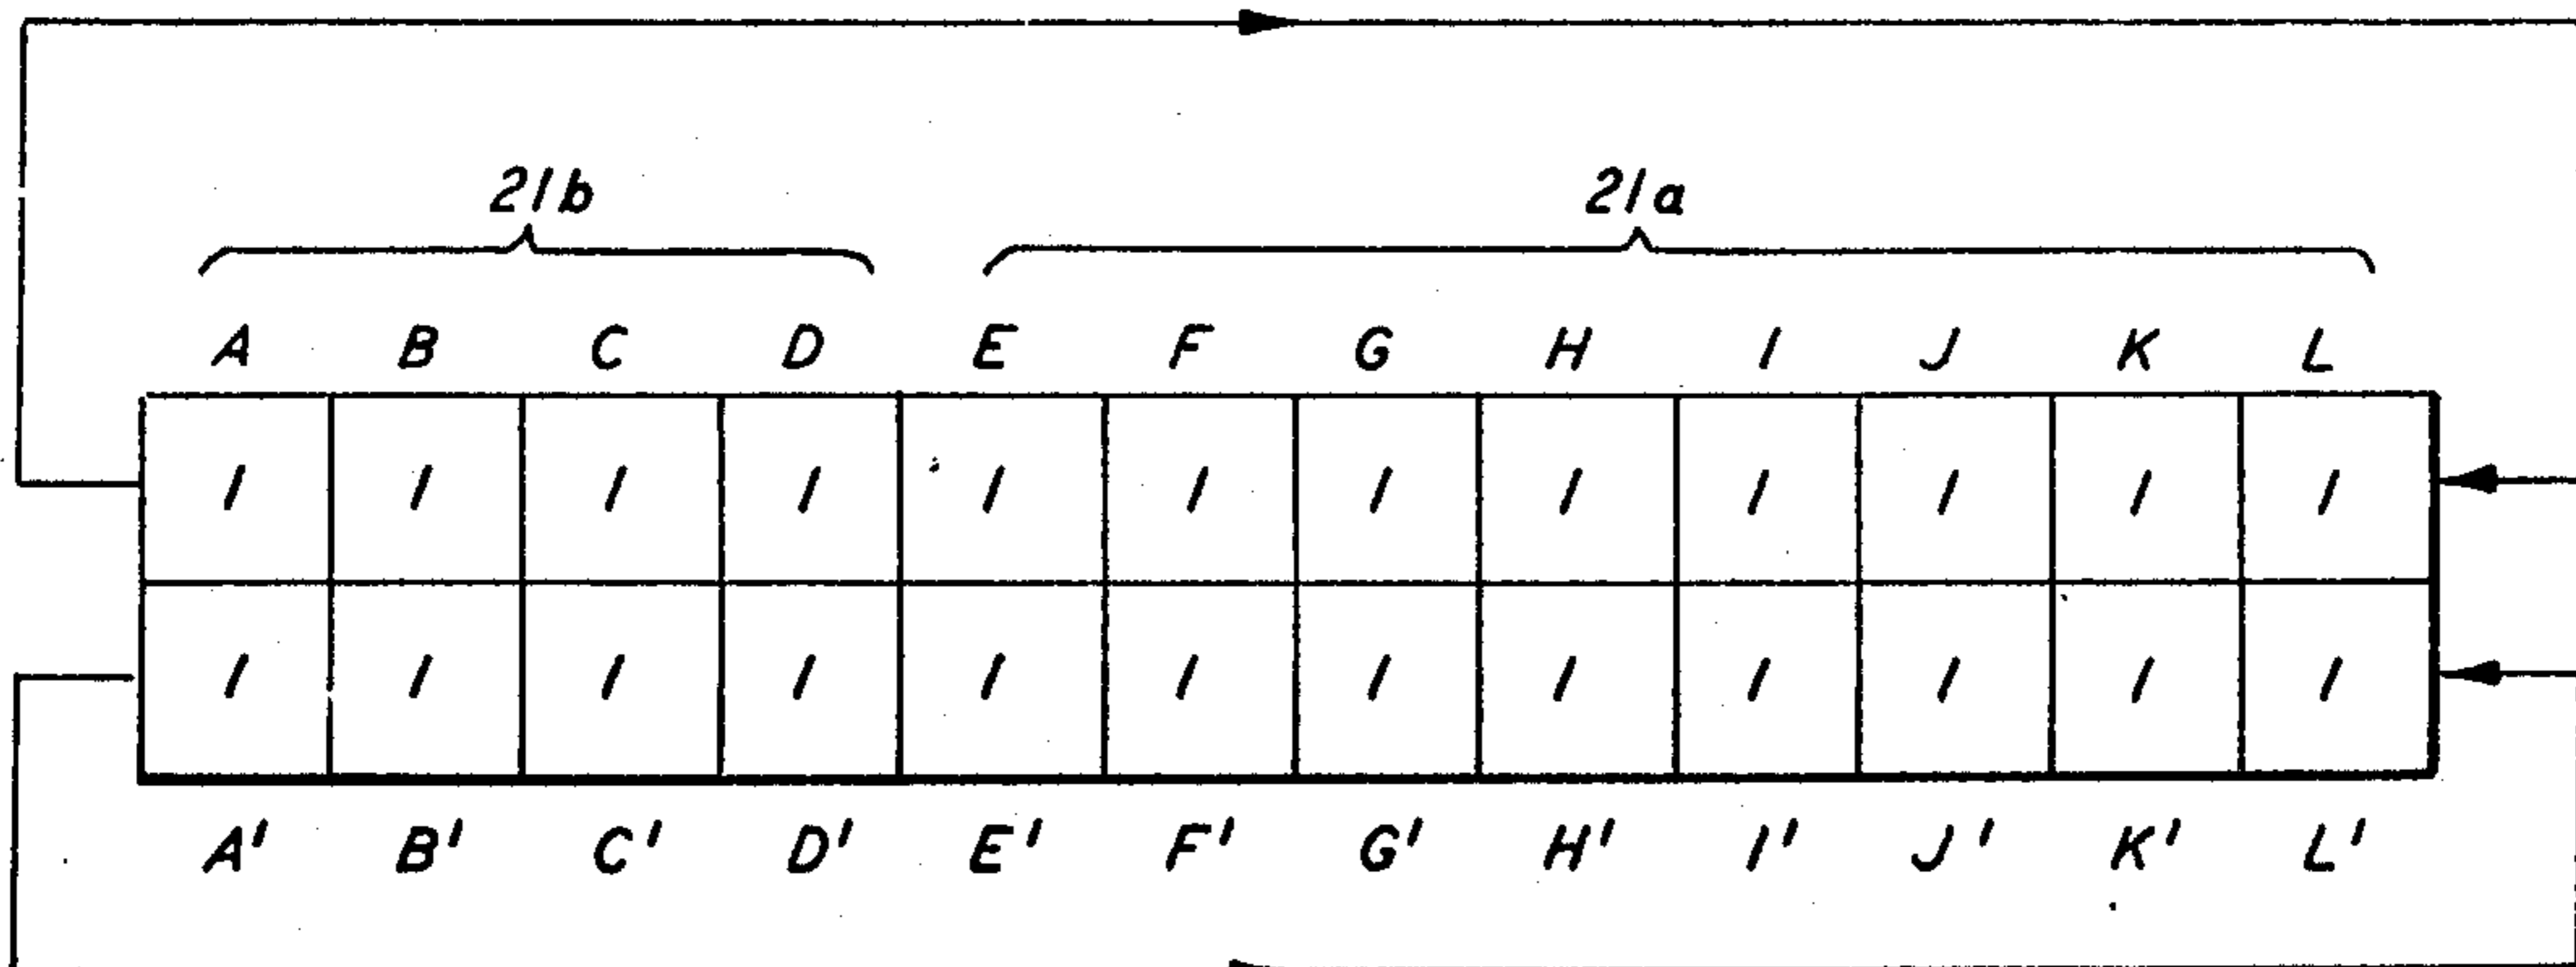 21b 21a
A B C D E F G H I J K L
1 1 1 1 1 1 1 1 1 1 1 1
1 1 1 1 1 1 1 1 1 1 1 1
A' B' C' D' E' F' G' H' I' J' K' L'